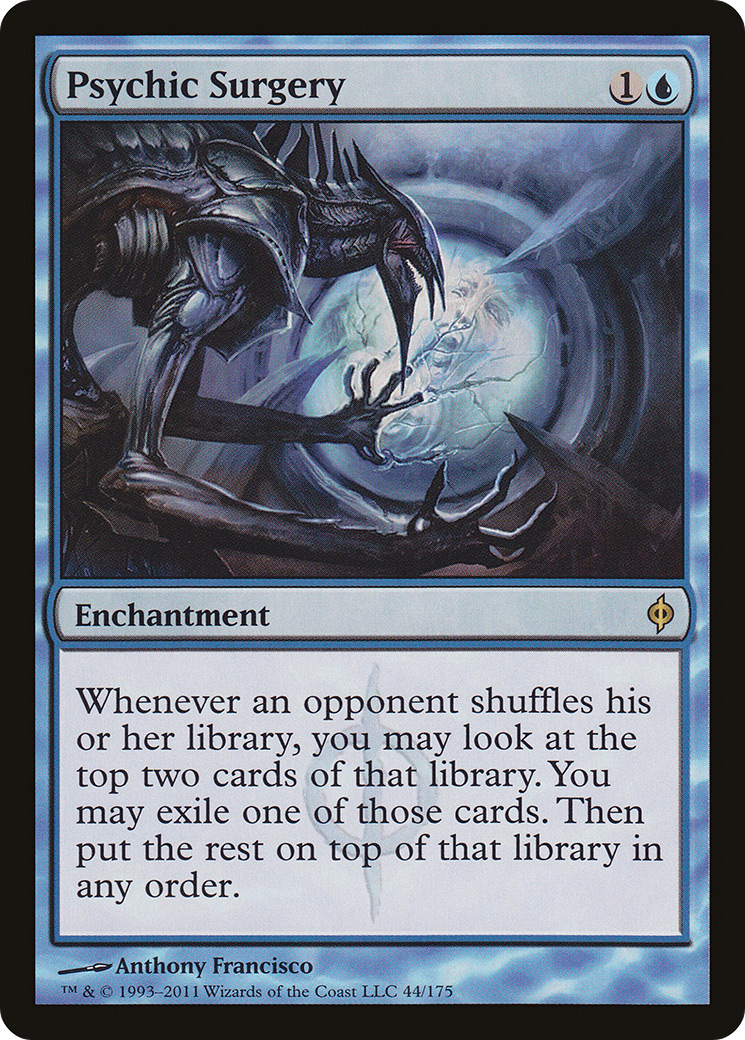 Psychic Surgery 1
Enchantment
Whenever an opponent shuffles his
or her library, you may look at the
top two cards of that library. You
may exile one of those cards. Then
put the rest on top of that library in
any order.
Anthony Francisco
™ & © 1993–2011 Wizards of the Coast LLC 44/175